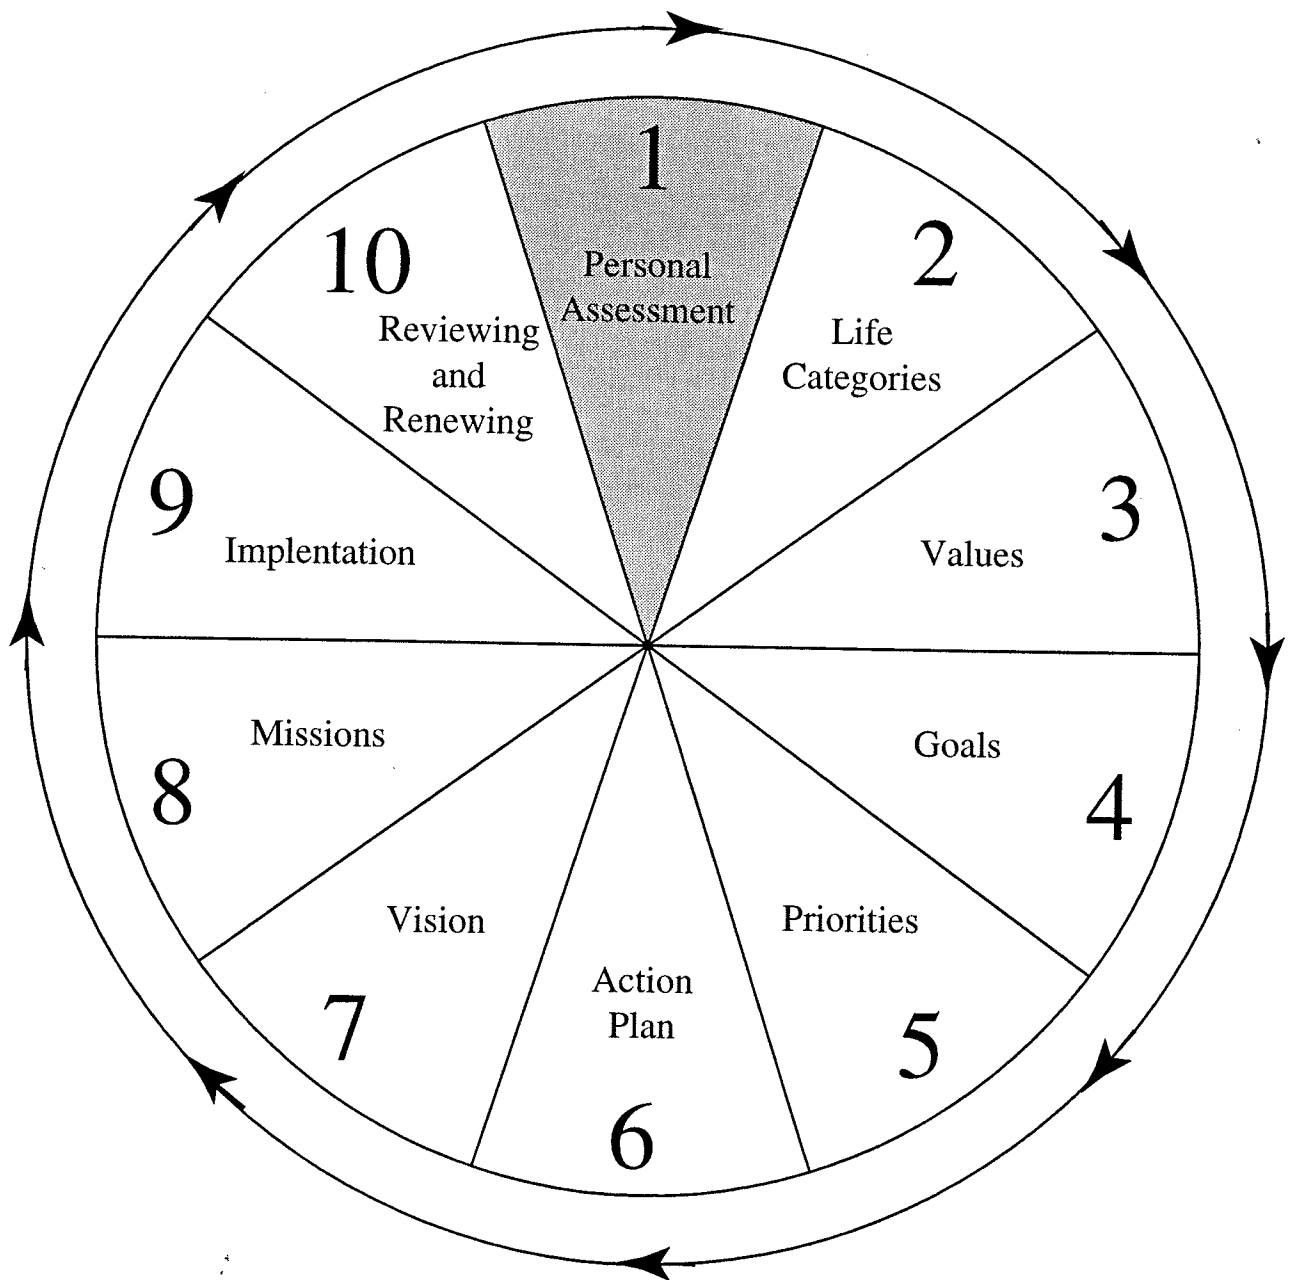 1
Personal
Assessment
2
Life
Categories
3
Values
Goals
4
Priorities
5
Action
Plan
6
Vision
7
Missions
8
9
Implentation
10
Reviewing
and
Renewing